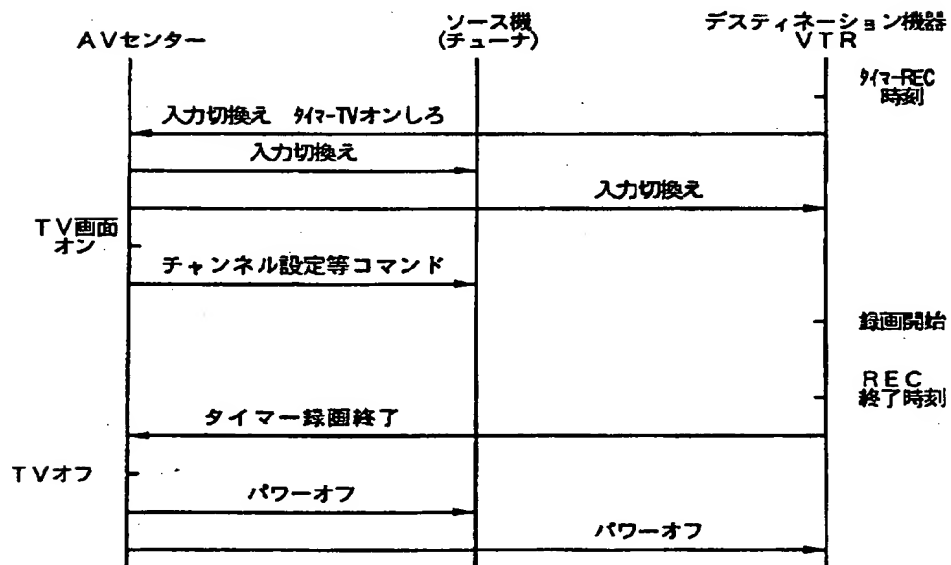 AVセンター
ソース機
(チューナ)
デスティネーション機器
VTR
タイマーREC
時刻
入力切換え タイマーTVオンしろ
入力切換え
入力切換え
TV画面
オン
チャンネル設定等コマンド
録画開始
REC
終了時刻
タイマー録画終了
TVオフ
パワーオフ
パワーオフ